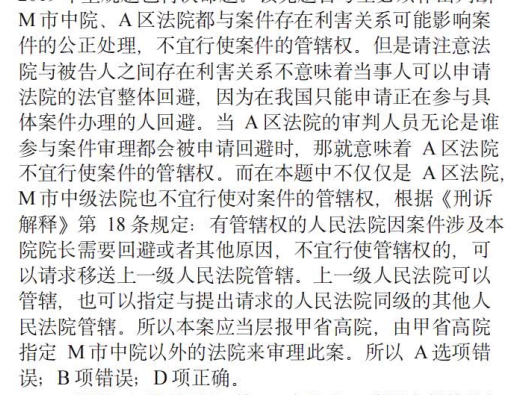 M市中院、A区法院都与案件存在利害关系可能影响案
件的公正处理，不宜行使案件的管辖权。但是请注意法
院与被告人之间存在利害关系不意味着当事人可以申请
法院的法官整体回避，因为在我国只能申请正在参与具
体案件办理的人回避。当 A区法院的审判人员无论是谁
参与案件审理都会被申请回避时，那就意味着 A区法院
不宜行使案件的管辖权。而在本题中不仅仅是 A区法院，
M市中级法院也不宜行使对案件的管辖权，根据《刑诉
解释》第 18条规定：有管辖权的人民法院因案件涉及本
院院长需要回避或者其他原因，不宜行使管辖权的，可
以请求移送上一级人民法院管辖。上一级人民法院可以
管辖，也可以指定与提出请求的人民法院同级的其他人
民法院管辖。所以本案应当层报甲省高院，由甲省高院
指定 M市中院以外的法院来审理此案。所以 A选项错
误；B项错误；D项正确。